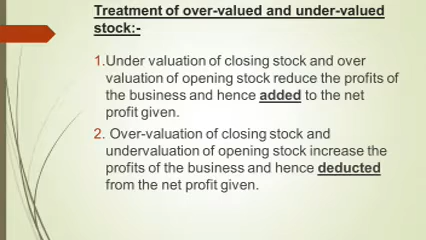 Treatment of over-valued and under-valued
stock:-
1.Under valuation of closing stock and over
valuation of opening stock reduce the profits of
the business and hence added to the net
profit given.
2. Over-valuation of closing stock and
undervaluation of opening stock increase the
profits of the business and hence deducted
from the net profit given.